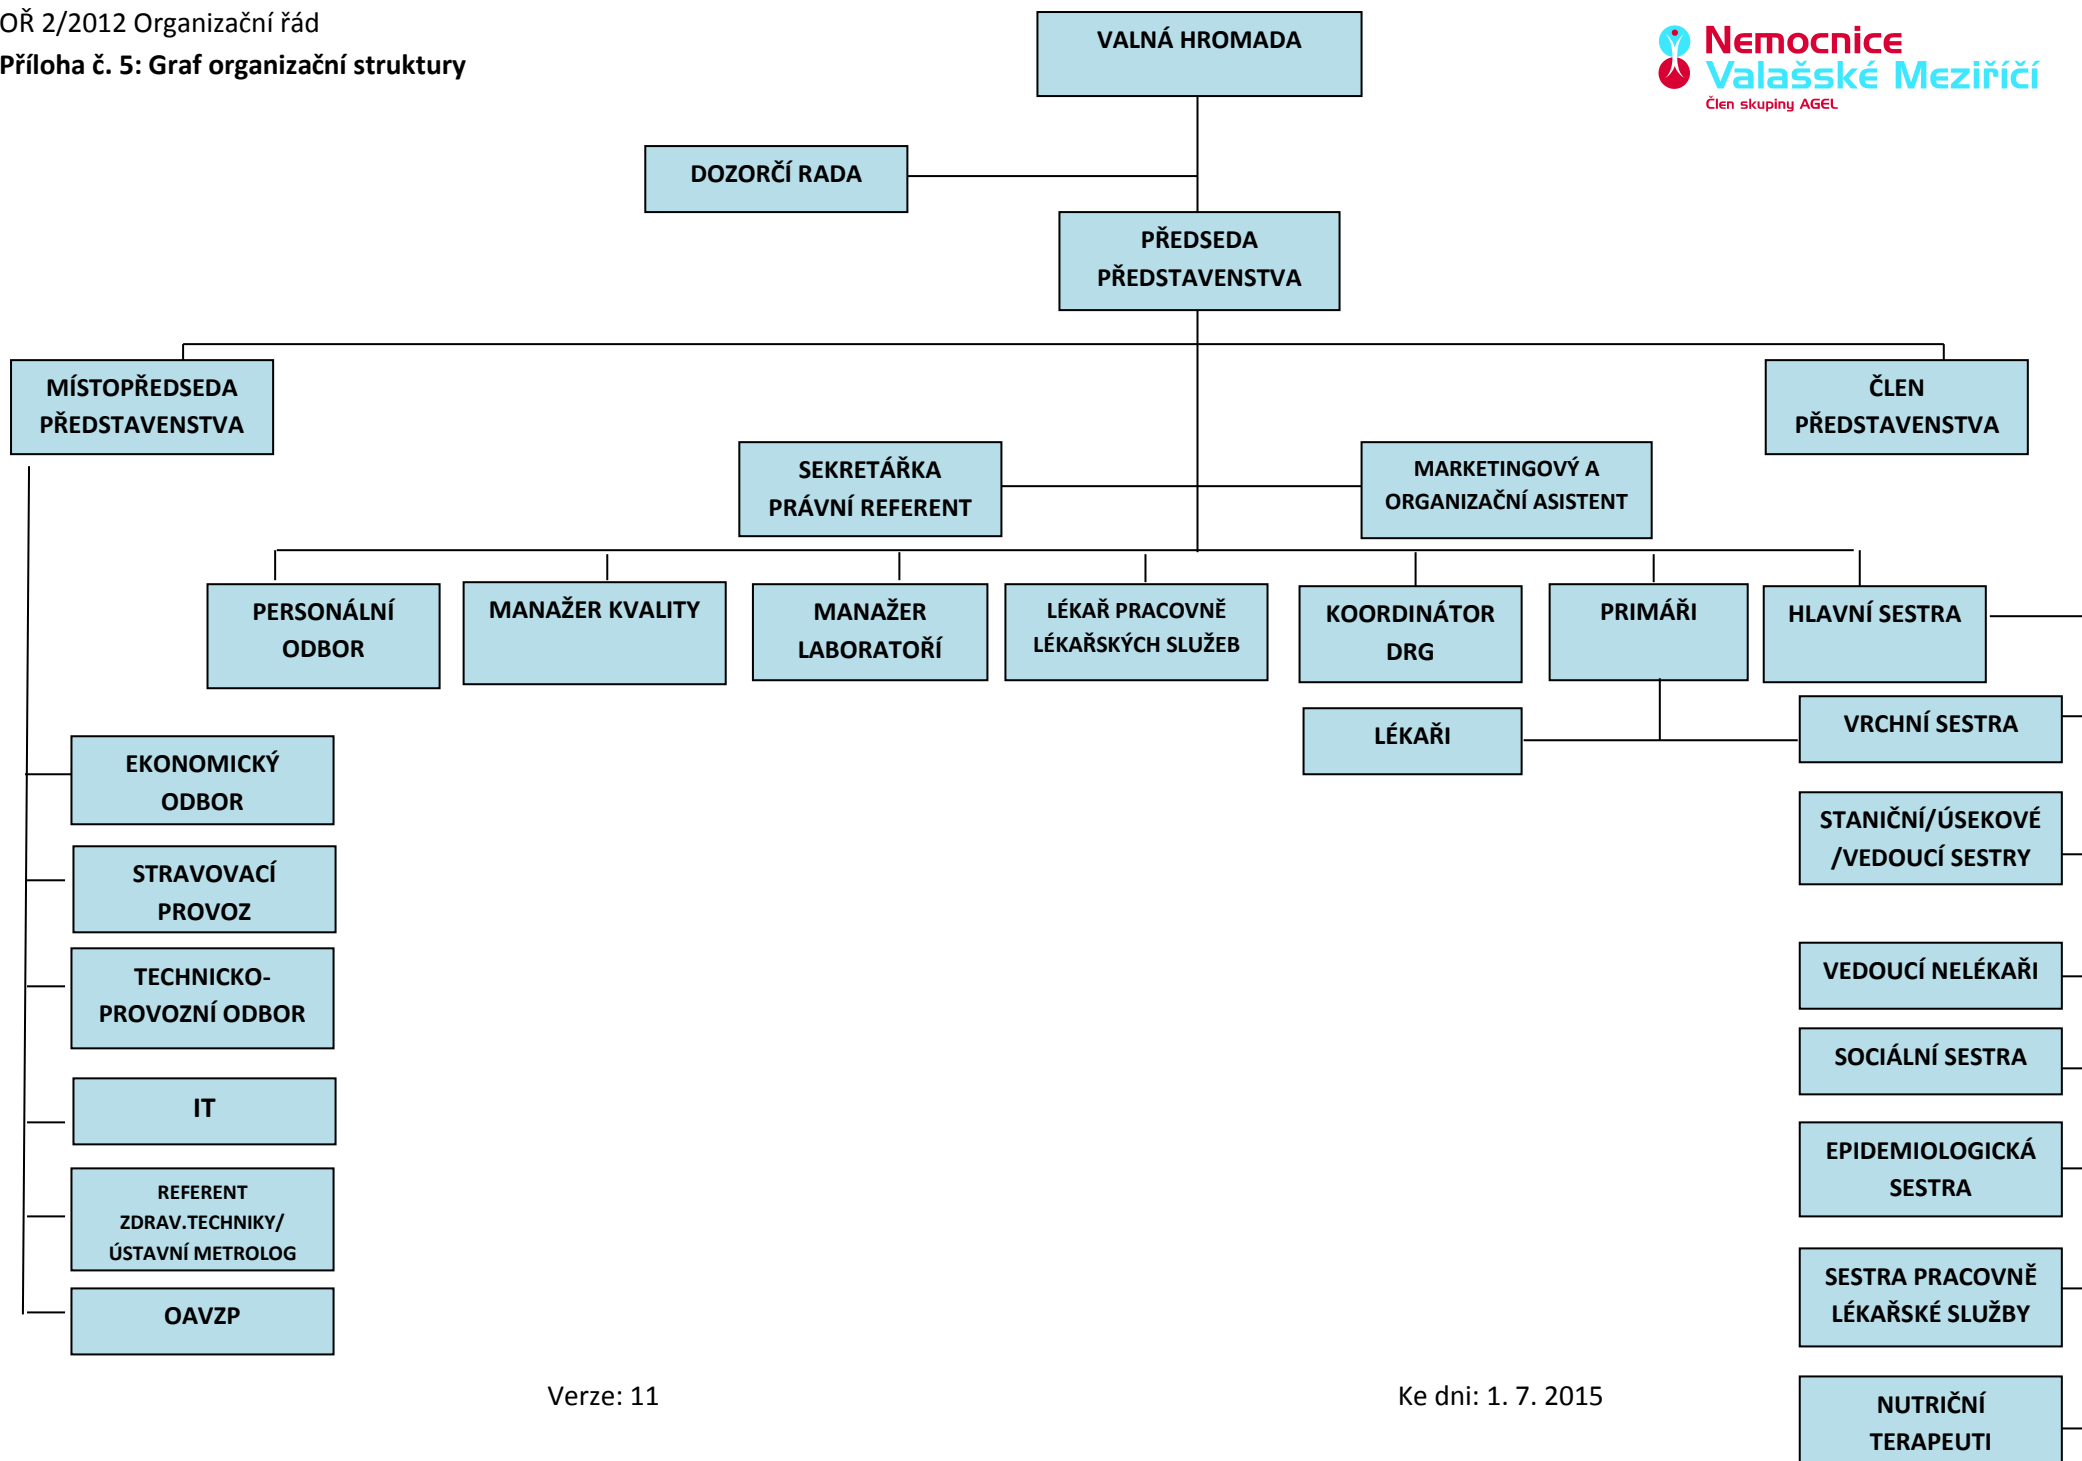 OŘ 2/2012 Organizační řád
Příloha č. 5: Graf organizační struktury
Nemocnice
Valašské Meziříčí
Člen skupiny AGEL
VALNÁ HROMADA
DOZORČÍ RADA
PŘEDSEDA
PŘEDSTAVENSTVA
MÍSTOPŘEDSEDA
PŘEDSTAVENSTVA
ČLEN
PŘEDSTAVENSTVA
SEKRETÁŘKA
PRÁVNÍ REFERENT
MARKETINGOVÝ A
ORGANIZAČNÍ ASISTENT
PERSONÁLNÍ
ODBOR
MANAŽER KVALITY
MANAŽER
LABORATOŘÍ
LÉKAŘ PRACOVNĚ
LÉKAŘSKÝCH SLUŽEB
KOORDINÁTOR
DRG
PRIMÁŘI
HLAVNÍ SESTRA
LÉKAŘI
VRCHNÍ SESTRA
EKONOMICKÝ
ODBOR
STRAVOVACÍ
PROVOZ
TECHNICKO-
PROVOZNÍ ODBOR
IT
REFERENT
ZDRAV.TECHNIKY/
ÚSTAVNÍ METROLOG
OAVZP
STANIČNÍ/ÚSEKOVÉ
/VEDOUCÍ SESTRY
VEDOUCÍ NELÉKAŘI
SOCIÁLNÍ SESTRA
EPIDEMIOLOGICKÁ
SESTRA
SESTRA PRACOVNĚ
LÉKAŘSKÉ SLUŽBY
NUTRIČNÍ
TERAPEUTI
Verze: 11
Ke dni: 1. 7. 2015